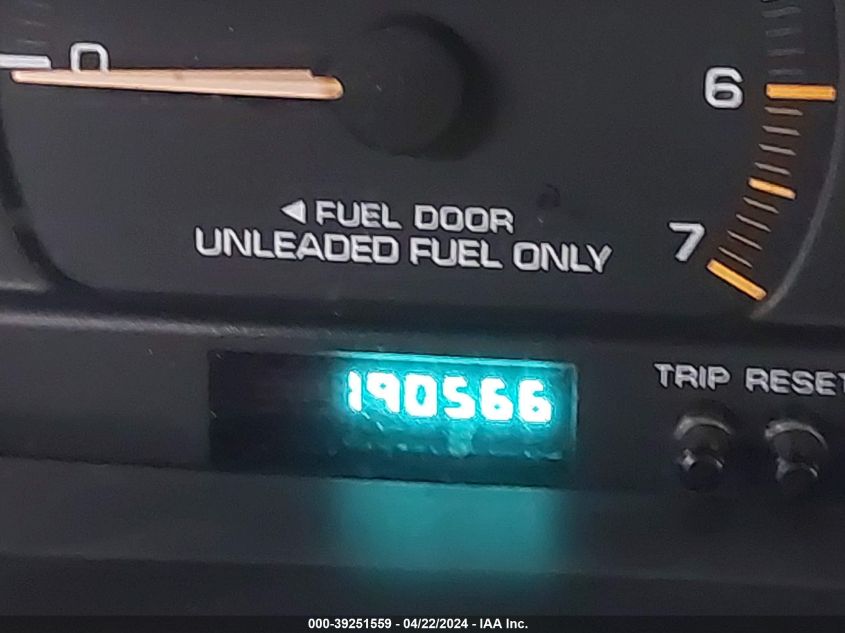 0
6
◄ FUEL DOOR
UNLEADED FUEL ONLY
7
190566
TRIP RESET
000-39251559 - 04/22/2024 - IAA Inc.